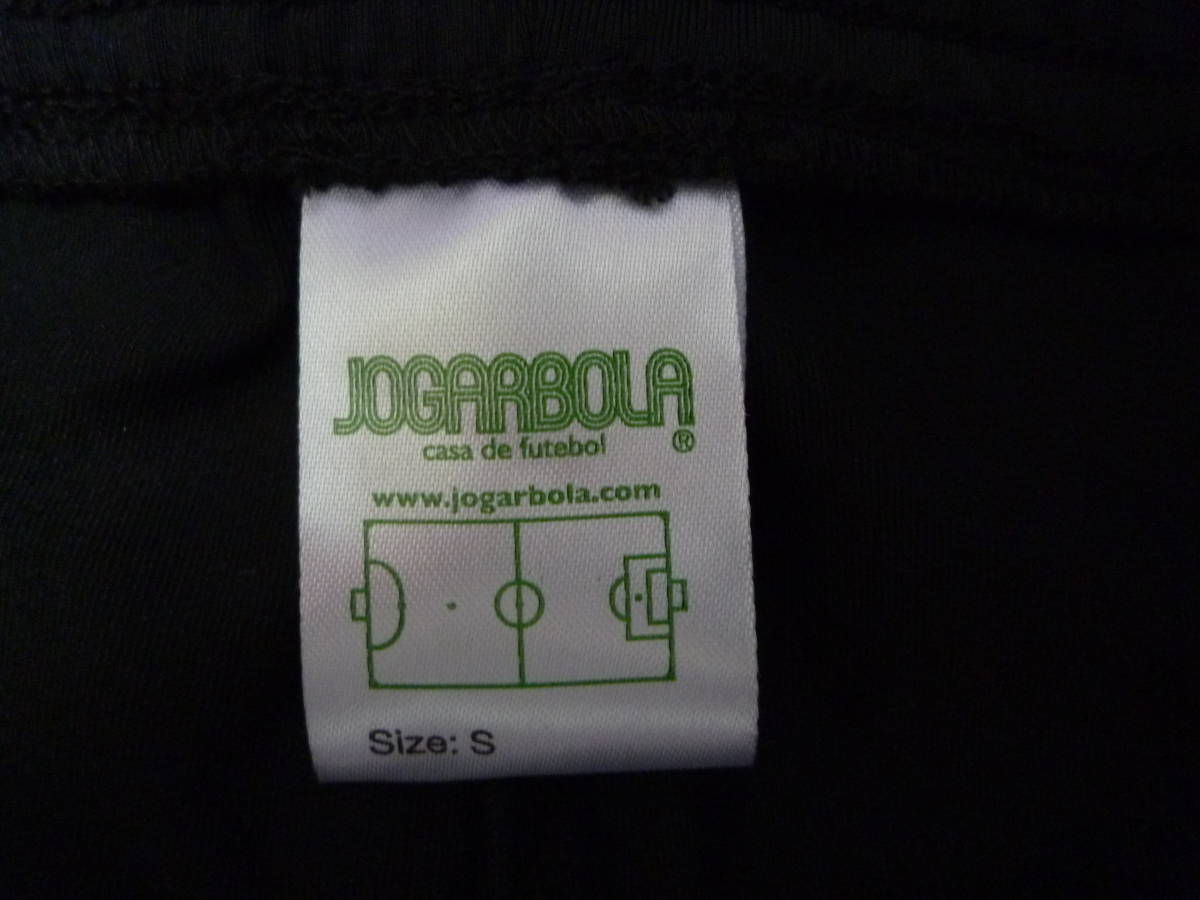 JOGARBOLA
casa de futebol ®
www.jogarbola.com
Size: S